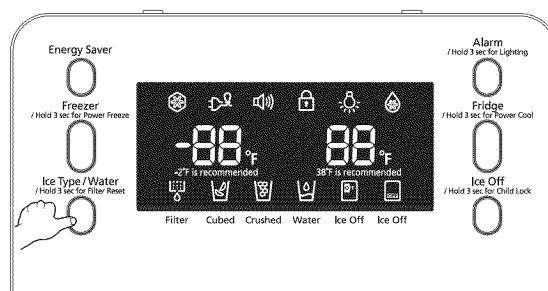 Energy Saver
Alarm
/ Hold 3 sec for Lighting
Freezer
/ Hold 3 sec for Power Freeze
Fridge
/ Hold 3 sec for Power Cool
-88°F
88°F
-2°F is recommended
38°F is recommended
Ice Type / Water
/ Hold 3 sec for Filter Reset
Ice Off
/ Hold 3 sec for Child Lock
Filter Cubed Crushed Water Ice Off Ice Off